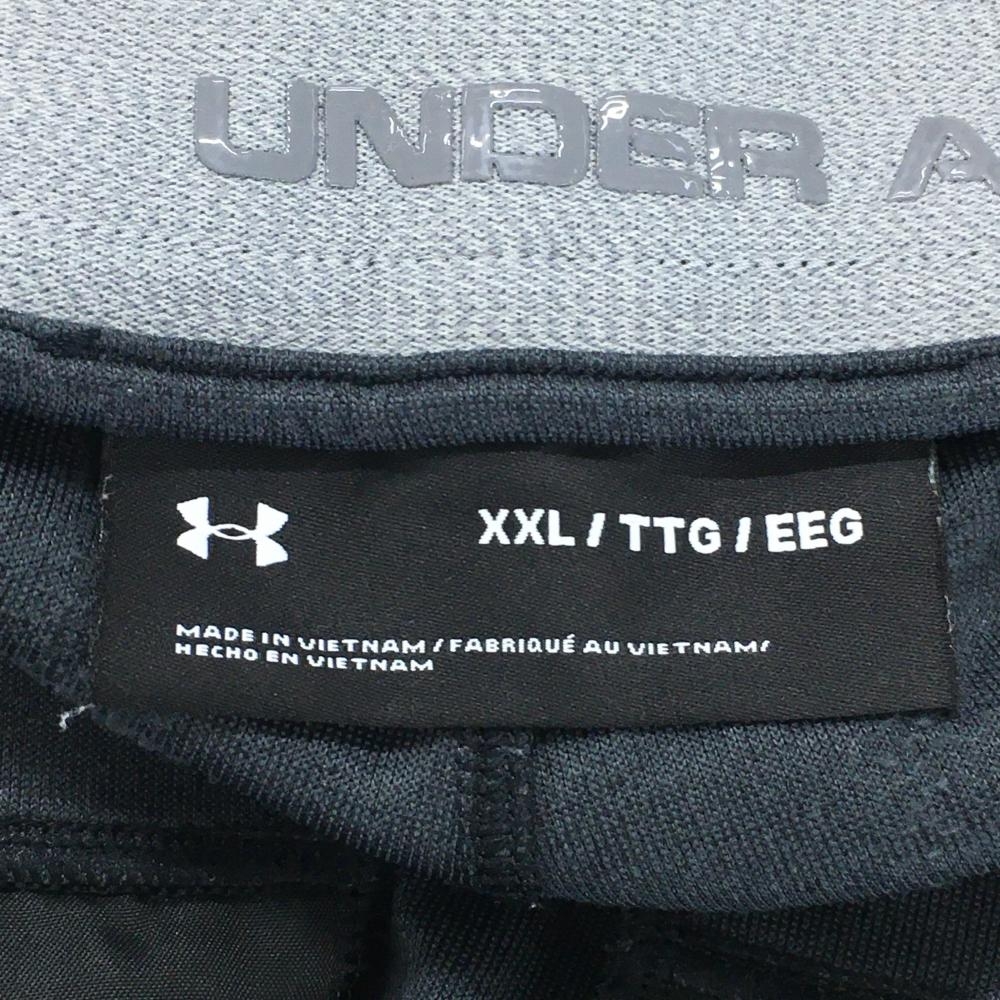 UNDER A
XXL / TTG / EEG
MADE IN VIETNAM / FABRIQUÉ AU VIETNAM/
HECHO EN VIETNAM